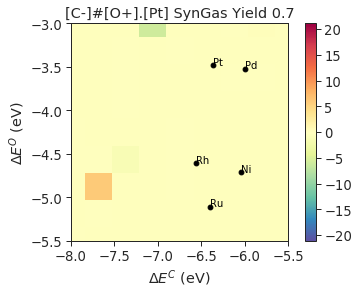 [C-]#[O+].[Pt] SynGas Yield 0.7
−3.0
−3.5
−4.0
−4.5
−5.0
−5.5
ΔE^O (eV)
Pt
Pd
Rh
Ni
Ru
−8.0 −7.5 −7.0 −6.5 −6.0 −5.5
ΔE^C (eV)
20
15
10
5
0
−5
−10
−15
−20